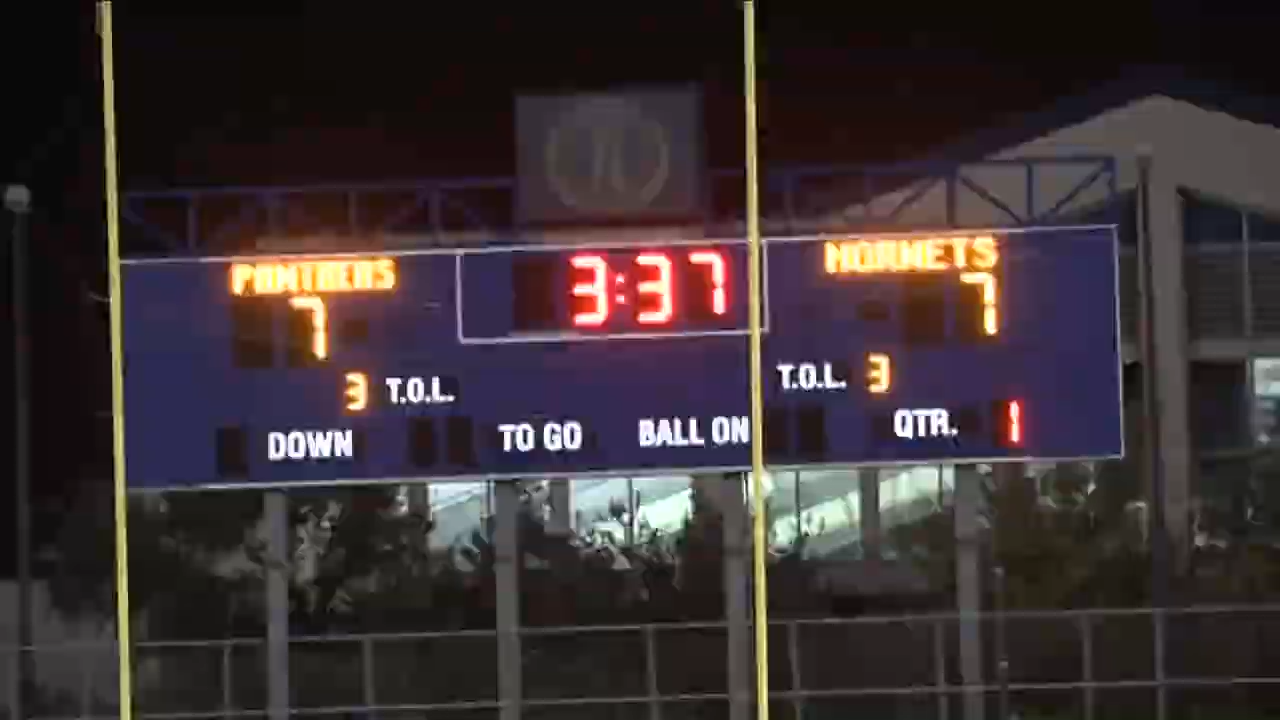 PANTHERS 3:37 HORNETS
7 7
3 T.O.L. T.O.L. 3
DOWN TO GO BALL ON QTR. 1